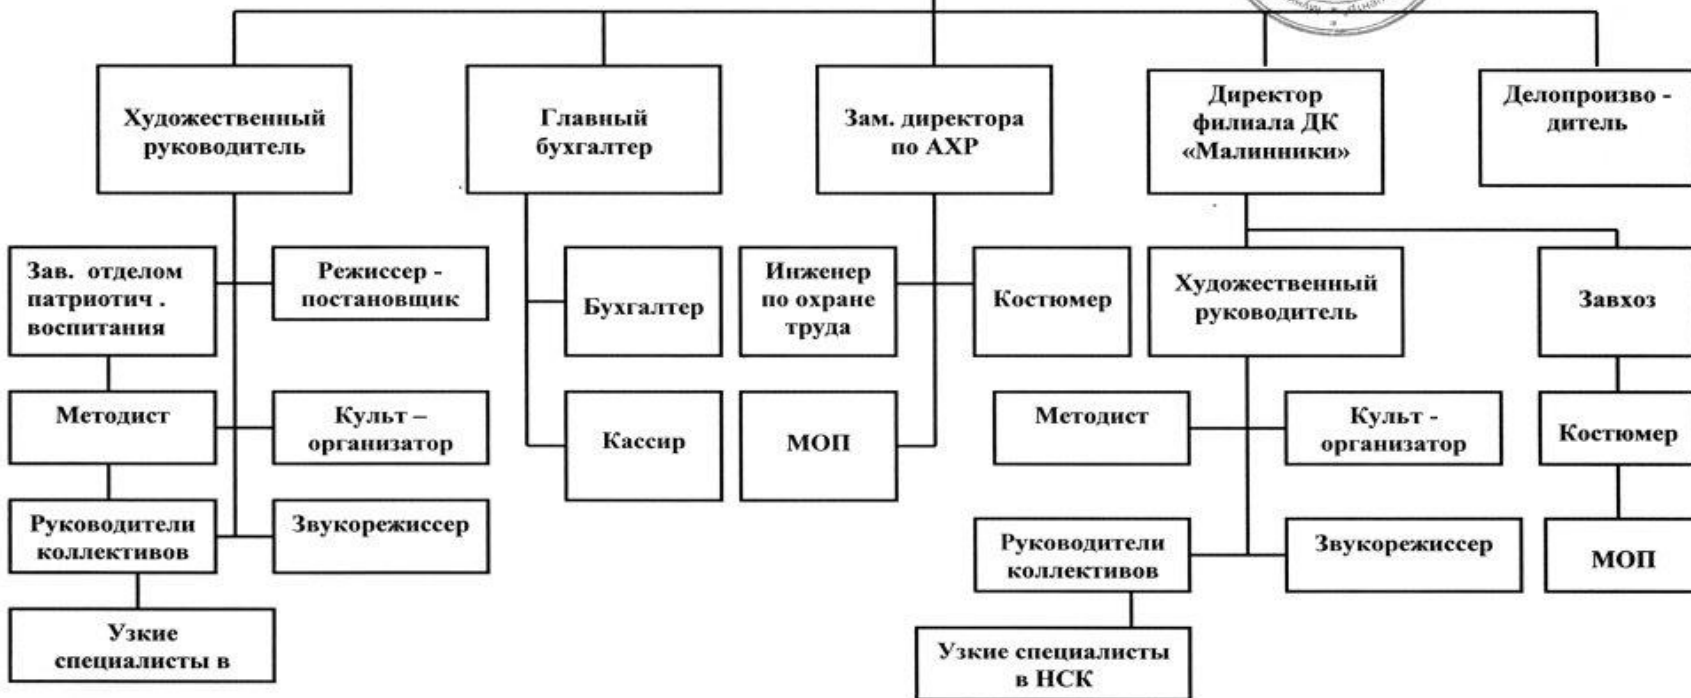 Художественный
руководитель
Главный
бухгалтер
Зам. директора
по АХР
Директор
филиала ДК
«Малинники»
Делопроизво -
дитель
Зав. отделом
патриотич .
воспитания
Режиссер -
постановщик
Бухгалтер
Инженер
по охране
труда
Костюмер
Художественный
руководитель
Завхоз
Методист
Культ –
организатор
Кассир
МОП
Методист
Культ -
организатор
Костюмер
Руководители
коллективов
Звукорежиссер
Руководители
коллективов
Звукорежиссер
МОП
Узкие
специалисты в
Узкие специалисты
в НСК